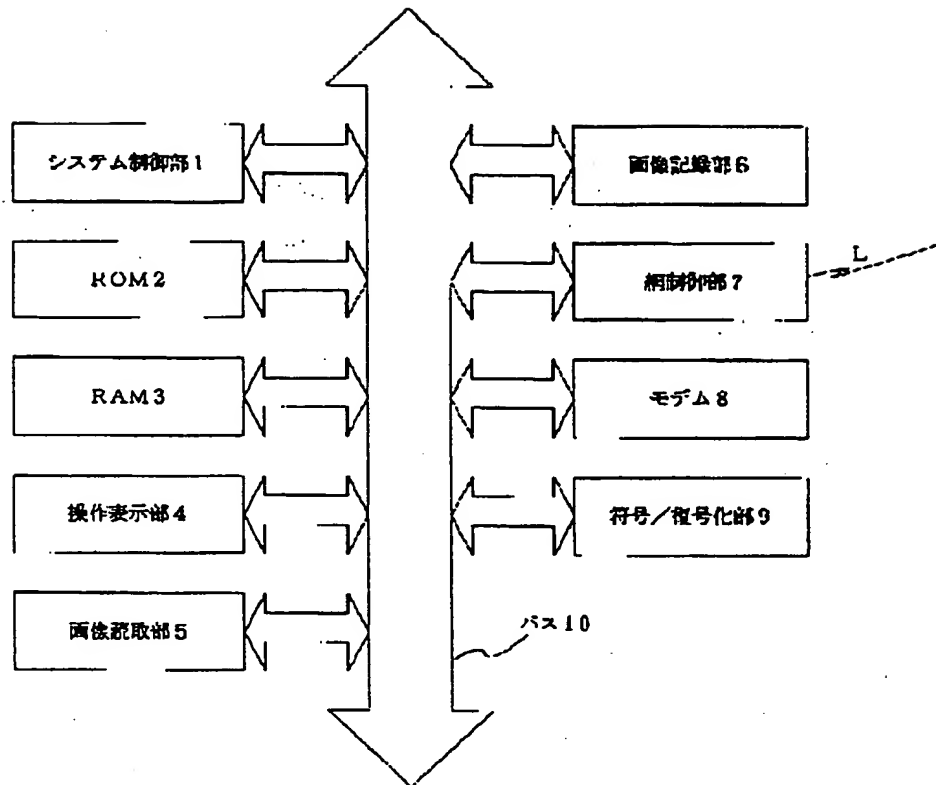 システム制御部1
ROM2
RAM3
操作表示部4
画像読取部5
画像記録部6
網制御部7
L
モデム8
符号／復号化部9
バス10